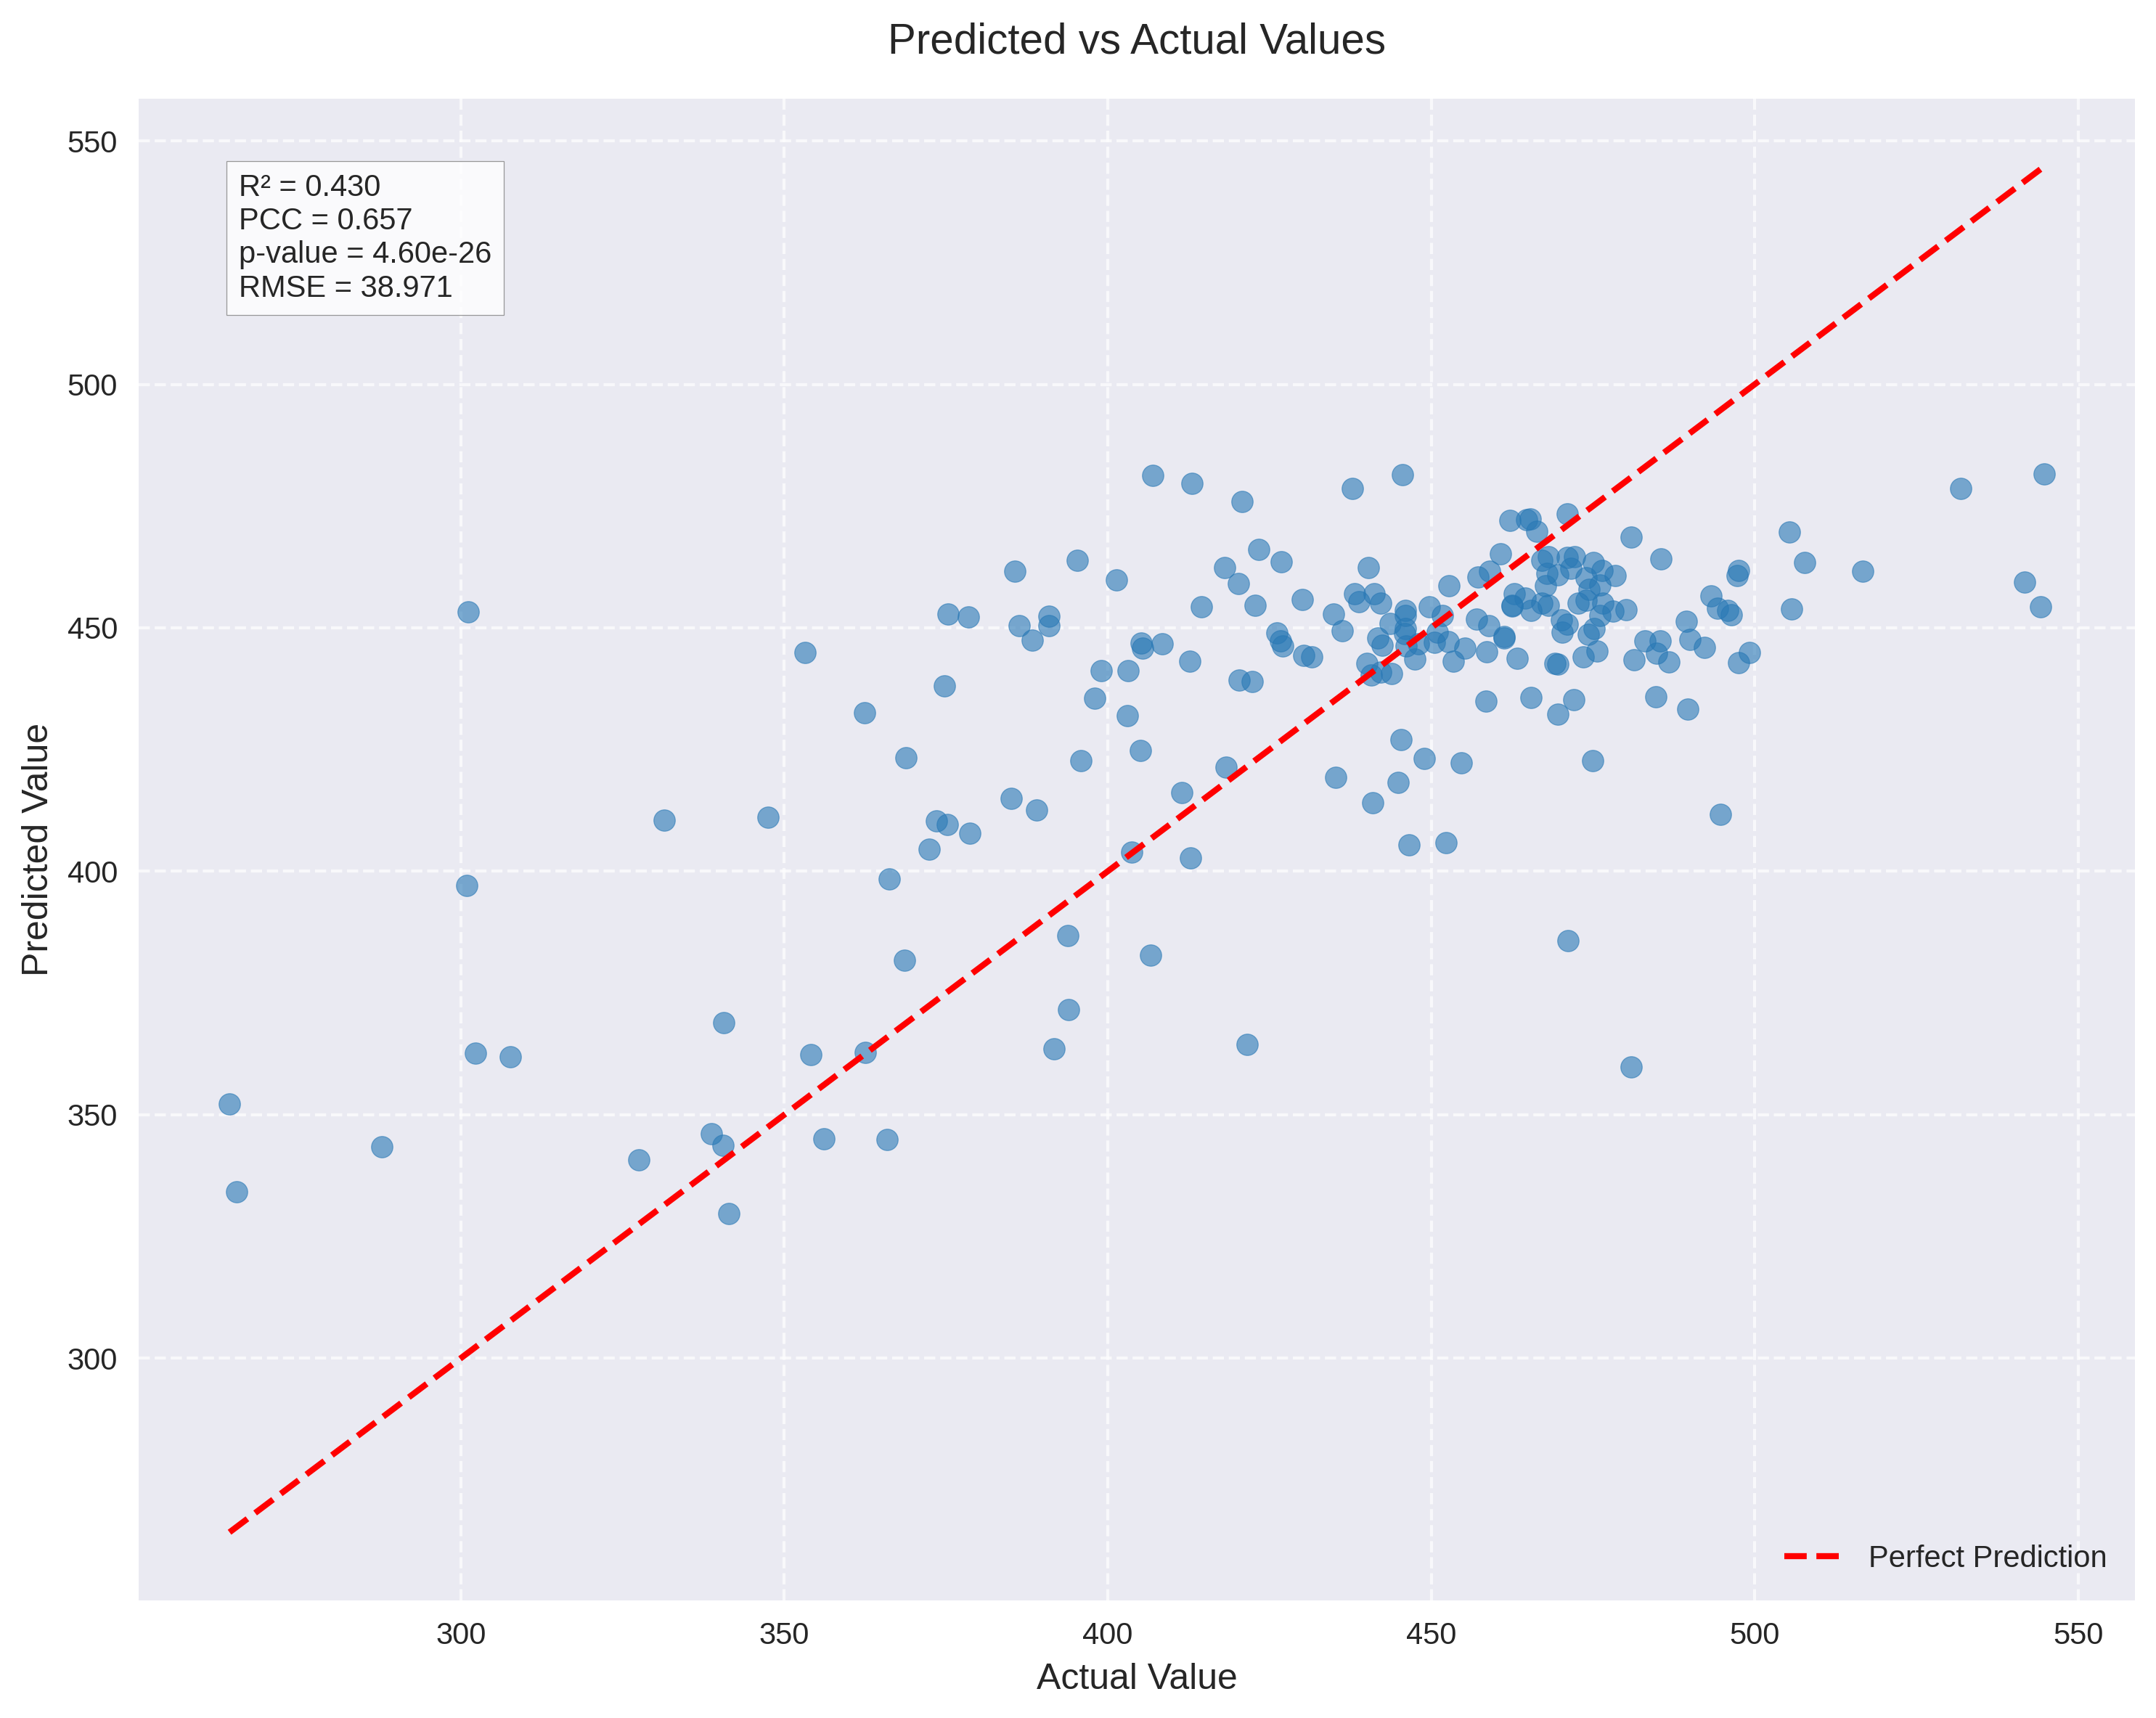 Predicted vs Actual Values
550
500
450
400
350
300
R² = 0.430
PCC = 0.657
p-value = 4.60e-26
RMSE = 38.971
Predicted Value
Perfect Prediction
300 350 400 450 500 550
Actual Value